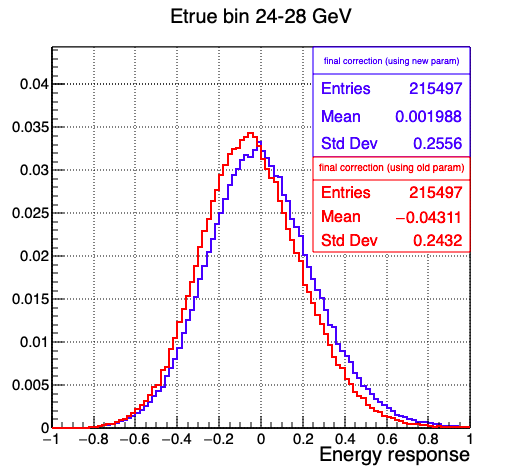 Etrue bin 24-28 GeV
final correction (using new param)
Entries 215497
Mean 0.001988
Std Dev 0.2556
final correction (using old param)
Entries 215497
Mean −0.04311
Std Dev 0.2432
0.04
0.035
0.03
0.025
0.02
0.015
0.01
0.005
0
−1 −0.8 −0.6 −0.4 −0.2 0 0.2 0.4 0.6 0.8 1
Energy response